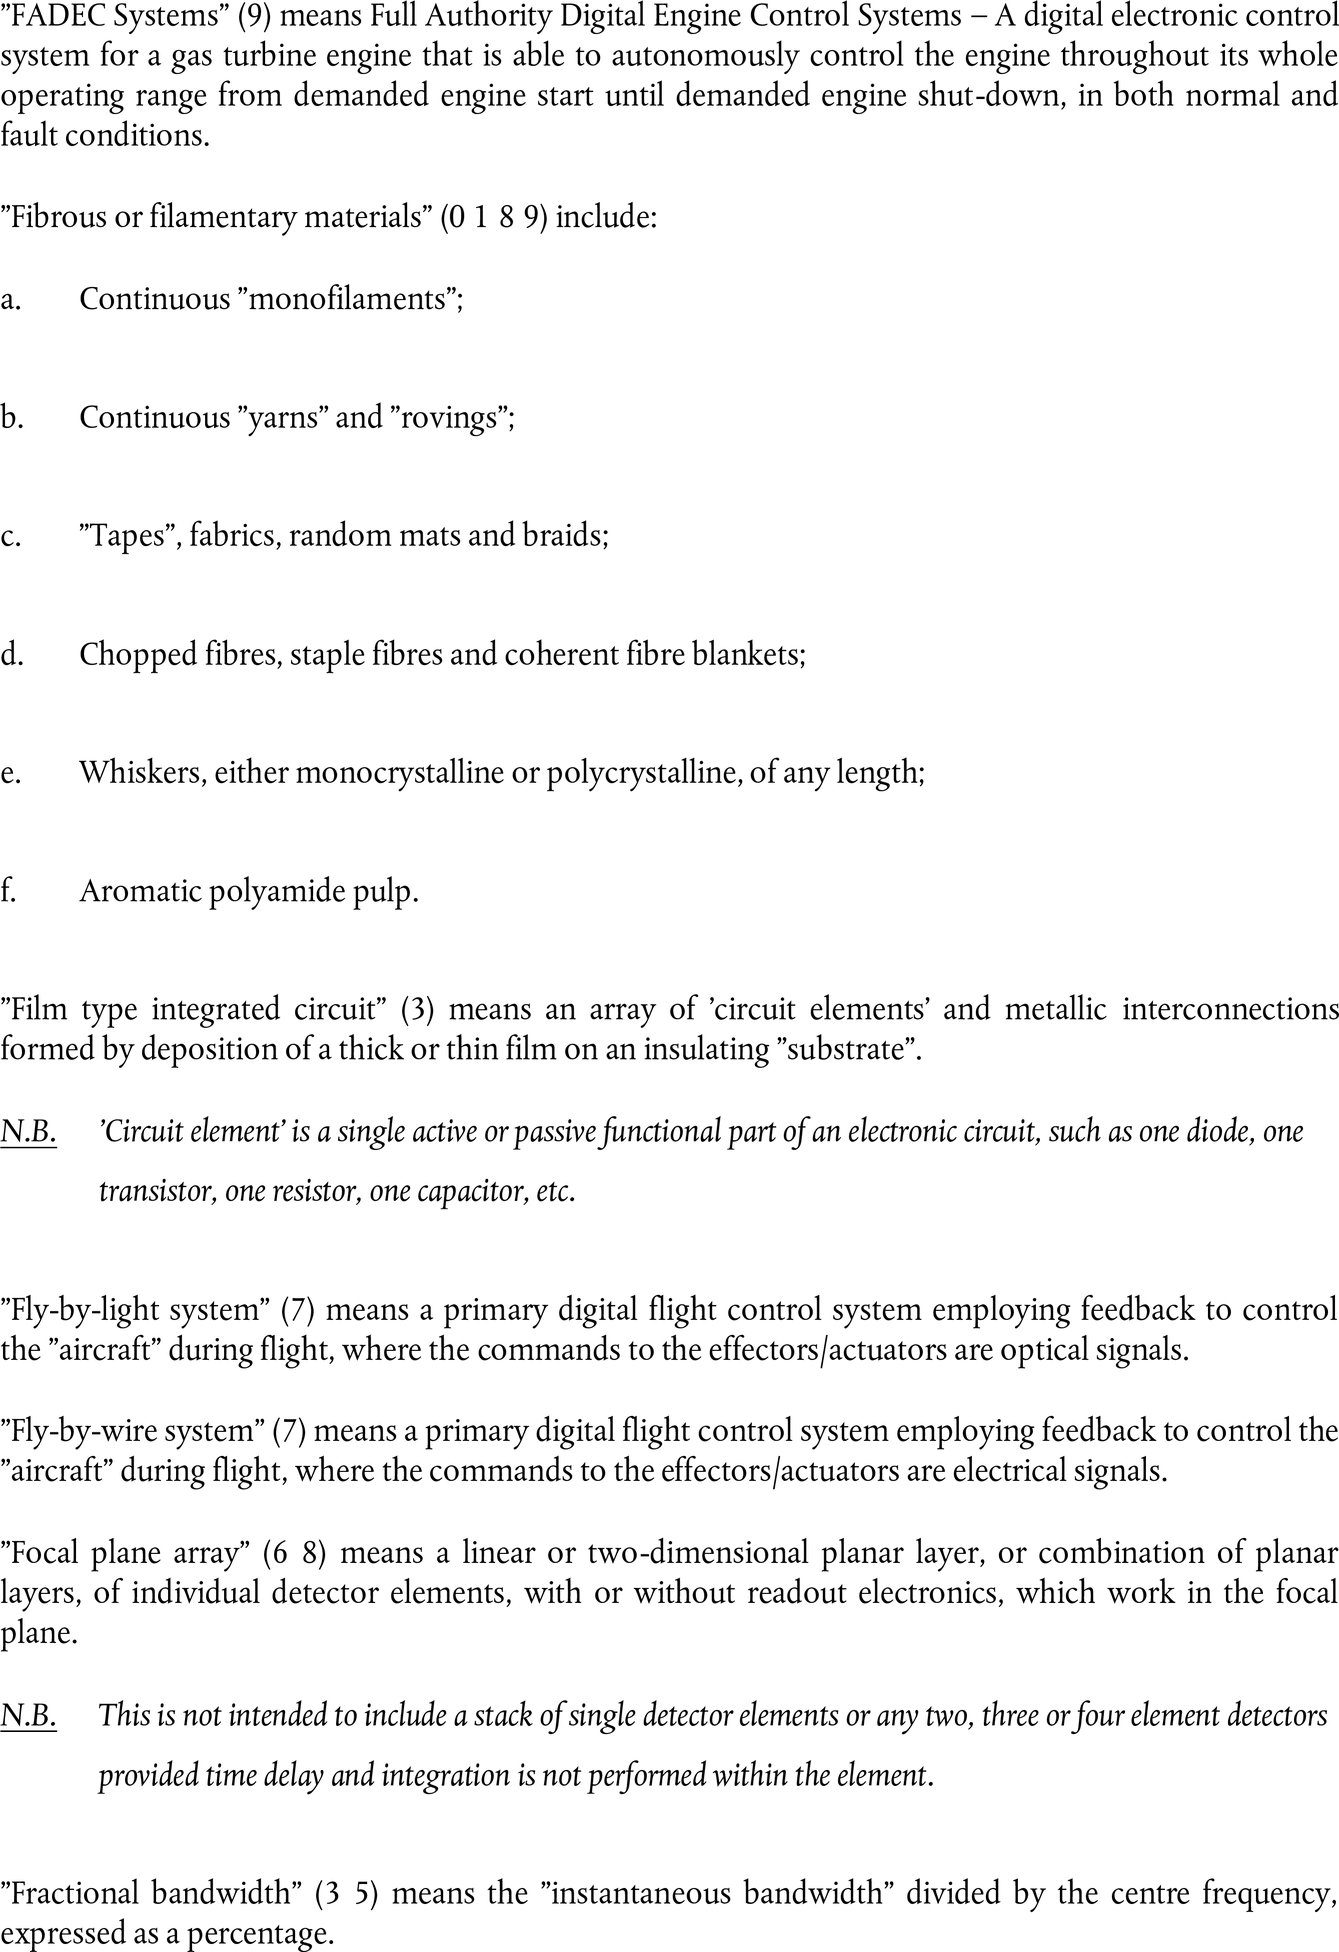 ”FADEC Systems” (9) means Full Authority Digital Engine Control Systems – A digital electronic control
system for a gas turbine engine that is able to autonomously control the engine throughout its whole
operating range from demanded engine start until demanded engine shut-down, in both normal and
fault conditions.
”Fibrous or filamentary materials” (0 1 8 9) include:
a. Continuous ”monofilaments”;
b. Continuous ”yarns” and ”rovings”;
c. ”Tapes”, fabrics, random mats and braids;
d. Chopped fibres, staple fibres and coherent fibre blankets;
e. Whiskers, either monocrystalline or polycrystalline, of any length;
f. Aromatic polyamide pulp.
”Film type integrated circuit” (3) means an array of ’circuit elements’ and metallic interconnections
formed by deposition of a thick or thin film on an insulating ”substrate”.
N.B. ’Circuit element’ is a single active or passive functional part of an electronic circuit, such as one diode, one
transistor, one resistor, one capacitor, etc.
”Fly-by-light system” (7) means a primary digital flight control system employing feedback to control
the ”aircraft” during flight, where the commands to the effectors/actuators are optical signals.
”Fly-by-wire system” (7) means a primary digital flight control system employing feedback to control the
”aircraft” during flight, where the commands to the effectors/actuators are electrical signals.
”Focal plane array” (6 8) means a linear or two-dimensional planar layer, or combination of planar
layers, of individual detector elements, with or without readout electronics, which work in the focal
plane.
N.B. This is not intended to include a stack of single detector elements or any two, three or four element detectors
provided time delay and integration is not performed within the element.
”Fractional bandwidth” (3 5) means the ”instantaneous bandwidth” divided by the centre frequency,
expressed as a percentage.